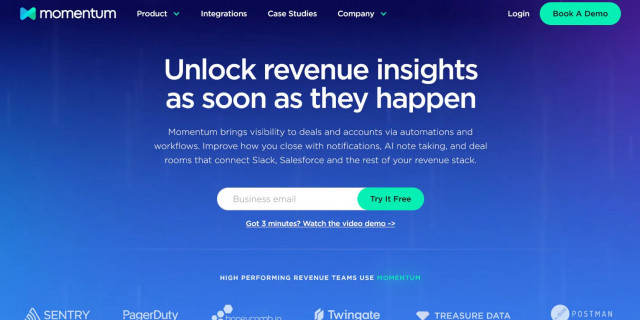 momentum
Product
Integrations
Case Studies
Company
Login
Book A Demo
Unlock revenue insights
as soon as they happen
Momentum brings visibility to deals and accounts via automations and
workflows. Improve how you close with notifications, AI note taking, and deal
rooms that connect Slack, Salesforce and the rest of your revenue stack.
Business email
Try It Free
Got 3 minutes? Watch the video demo ->
HIGH PERFORMING REVENUE TEAMS USE MOMENTUM
SENTRY
PagerDuty
honeycomb.io
Twingate
TREASURE DATA
POSTMAN